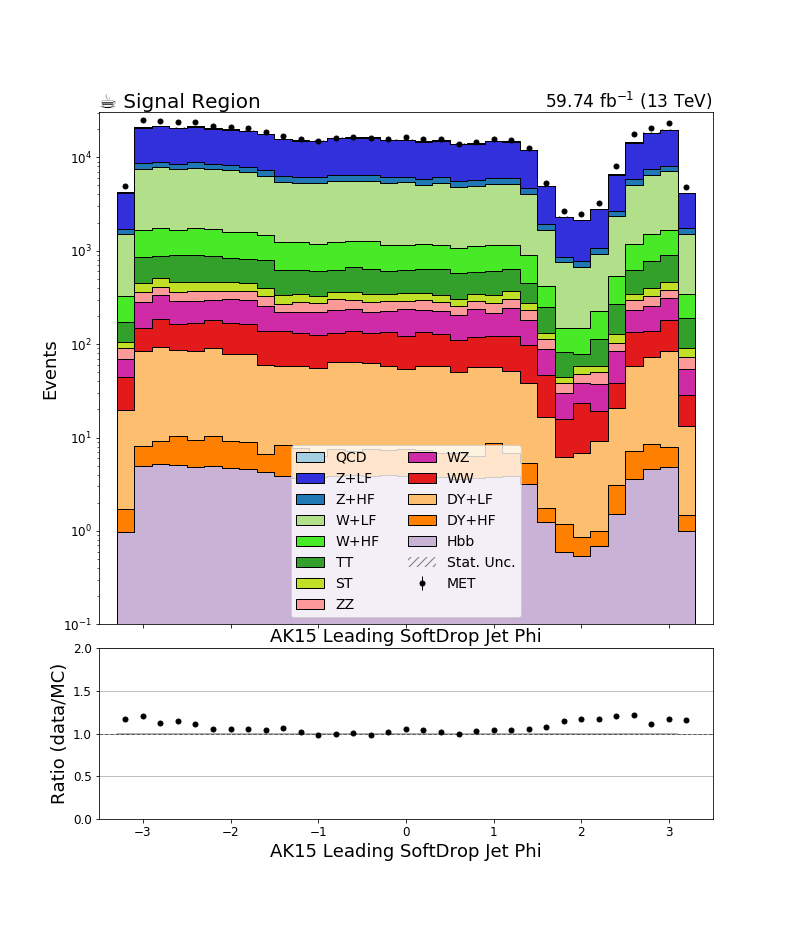 ☕ Signal Region
59.74 fb⁻¹ (13 TeV)
Events
10⁴
10³
10²
10¹
10⁰
10⁻¹
QCD
Z+LF
Z+HF
W+LF
W+HF
TT
ST
ZZ
WZ
WW
DY+LF
DY+HF
Hbb
Stat. Unc.
MET
AK15 Leading SoftDrop Jet Phi
Ratio (data/MC)
2.0
1.5
1.0
0.5
0.0
−3 −2 −1 0 1 2 3
AK15 Leading SoftDrop Jet Phi